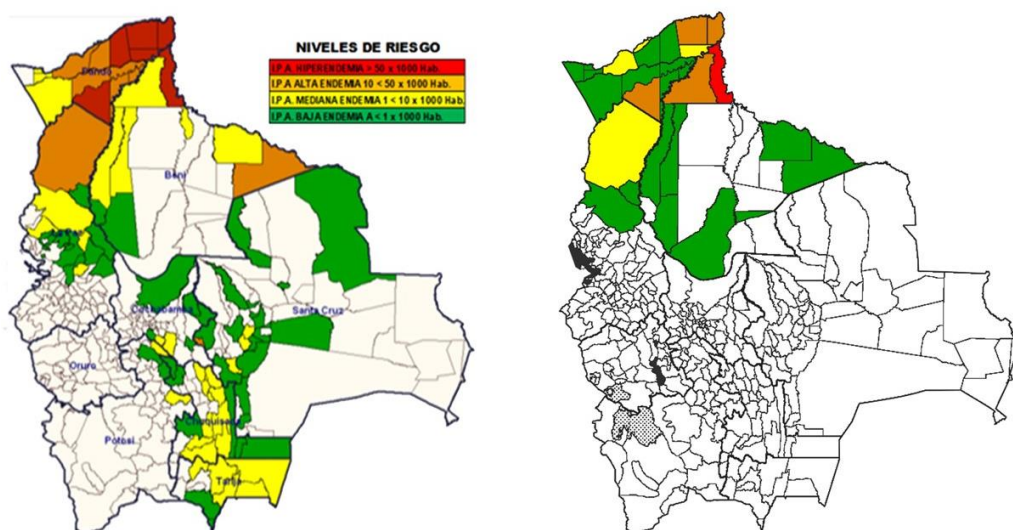 NIVELES DE RIESGO
I.P.A. HIPERENDEMIA > 50 x 1000 Hab.
I.P.A ALTA ENDEMIA 10 < 50 x 1000 Hab.
I.P.A. MEDIANA ENDEMIA 1 < 10 x 1000 Hab.
I.P.A. BAJA ENDEMIA A < 1 x 1000 Hab.
Pando
Beni
La Paz
Cochabamba
Santa Cruz
Oruro
Chuquisaca
Potosi
Tarija